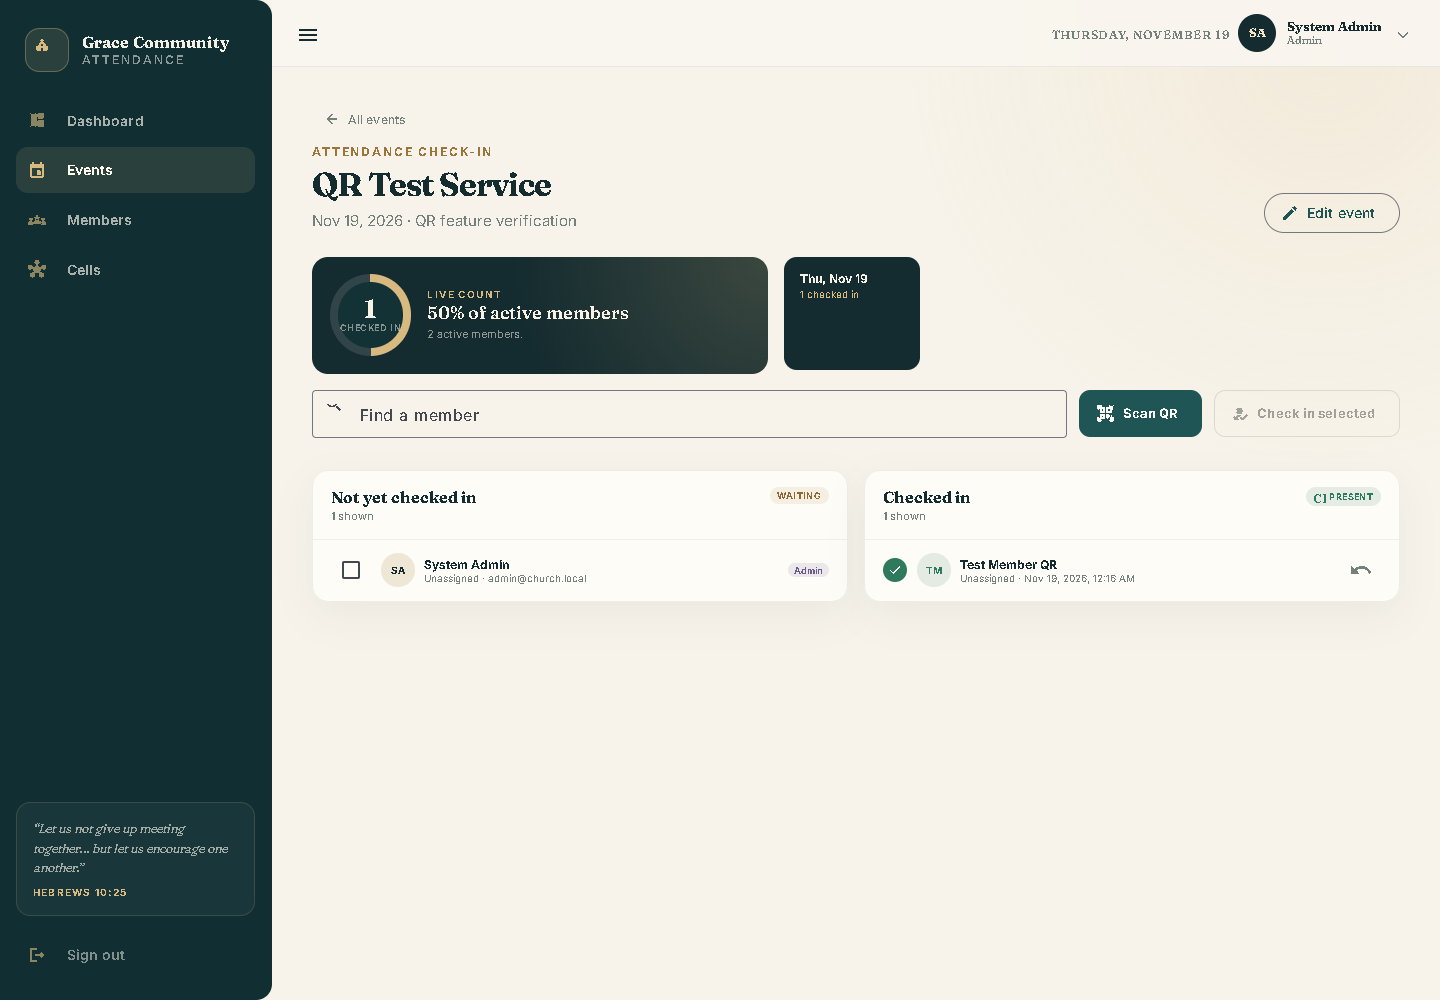 Grace Community
ATTENDANCE
Dashboard
Events
Members
Cells
“Let us not give up meeting
together... but let us encourage one
another.”
HEBREWS 10:25
Sign out
THURSDAY, NOVEMBER 19
SA
System Admin
Admin
All events
ATTENDANCE CHECK-IN
QR Test Service
Nov 19, 2026 · QR feature verification
Edit event
1
CHECKED IN
LIVE COUNT
50% of active members
2 active members.
Thu, Nov 19
1 checked in
Find a member
Scan QR
Check in selected
Not yet checked in
1 shown
WAITING
SA
System Admin
Unassigned · admin@church.local
Admin
Checked in
1 shown
CI PRESENT
TM
Test Member QR
Unassigned · Nov 19, 2026, 12:16 AM